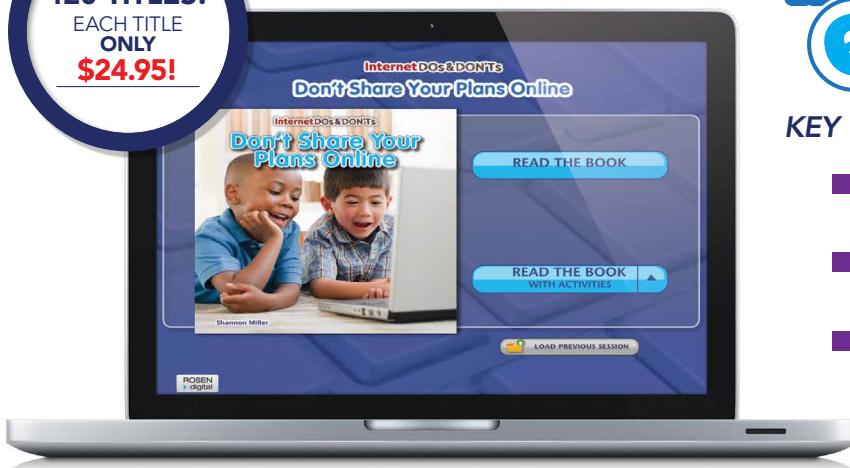 TITLES!
EACH TITLE
ONLY
$24.95!
Internet DOs & DON'Ts
Don't Share Your Plans Online
Internet DOs & DON'Ts
Don't Share Your
Plans Online
Shannon Miller
READ THE BOOK
READ THE BOOK
WITH ACTIVITIES
LOAD PREVIOUS SESSION
ROSEN
digital
KEY